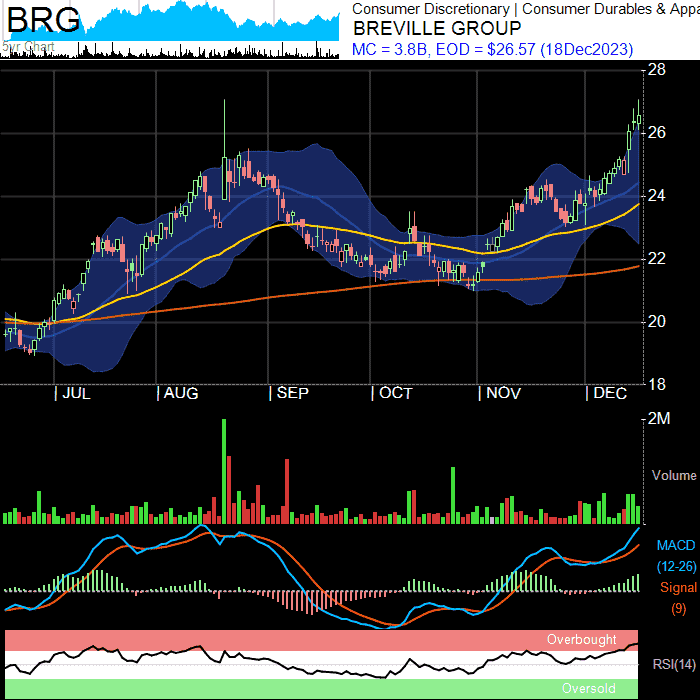 BRG
5yr Chart
Consumer Discretionary | Consumer Durables & Appa
BREVILLE GROUP
MC = 3.8B, EOD = $26.57 (18Dec2023)
28
26
24
22
20
18
JUL AUG SEP OCT NOV DEC
2M
Volume
MACD
(12-26)
Signal
(9)
Overbought
RSI(14)
Oversold